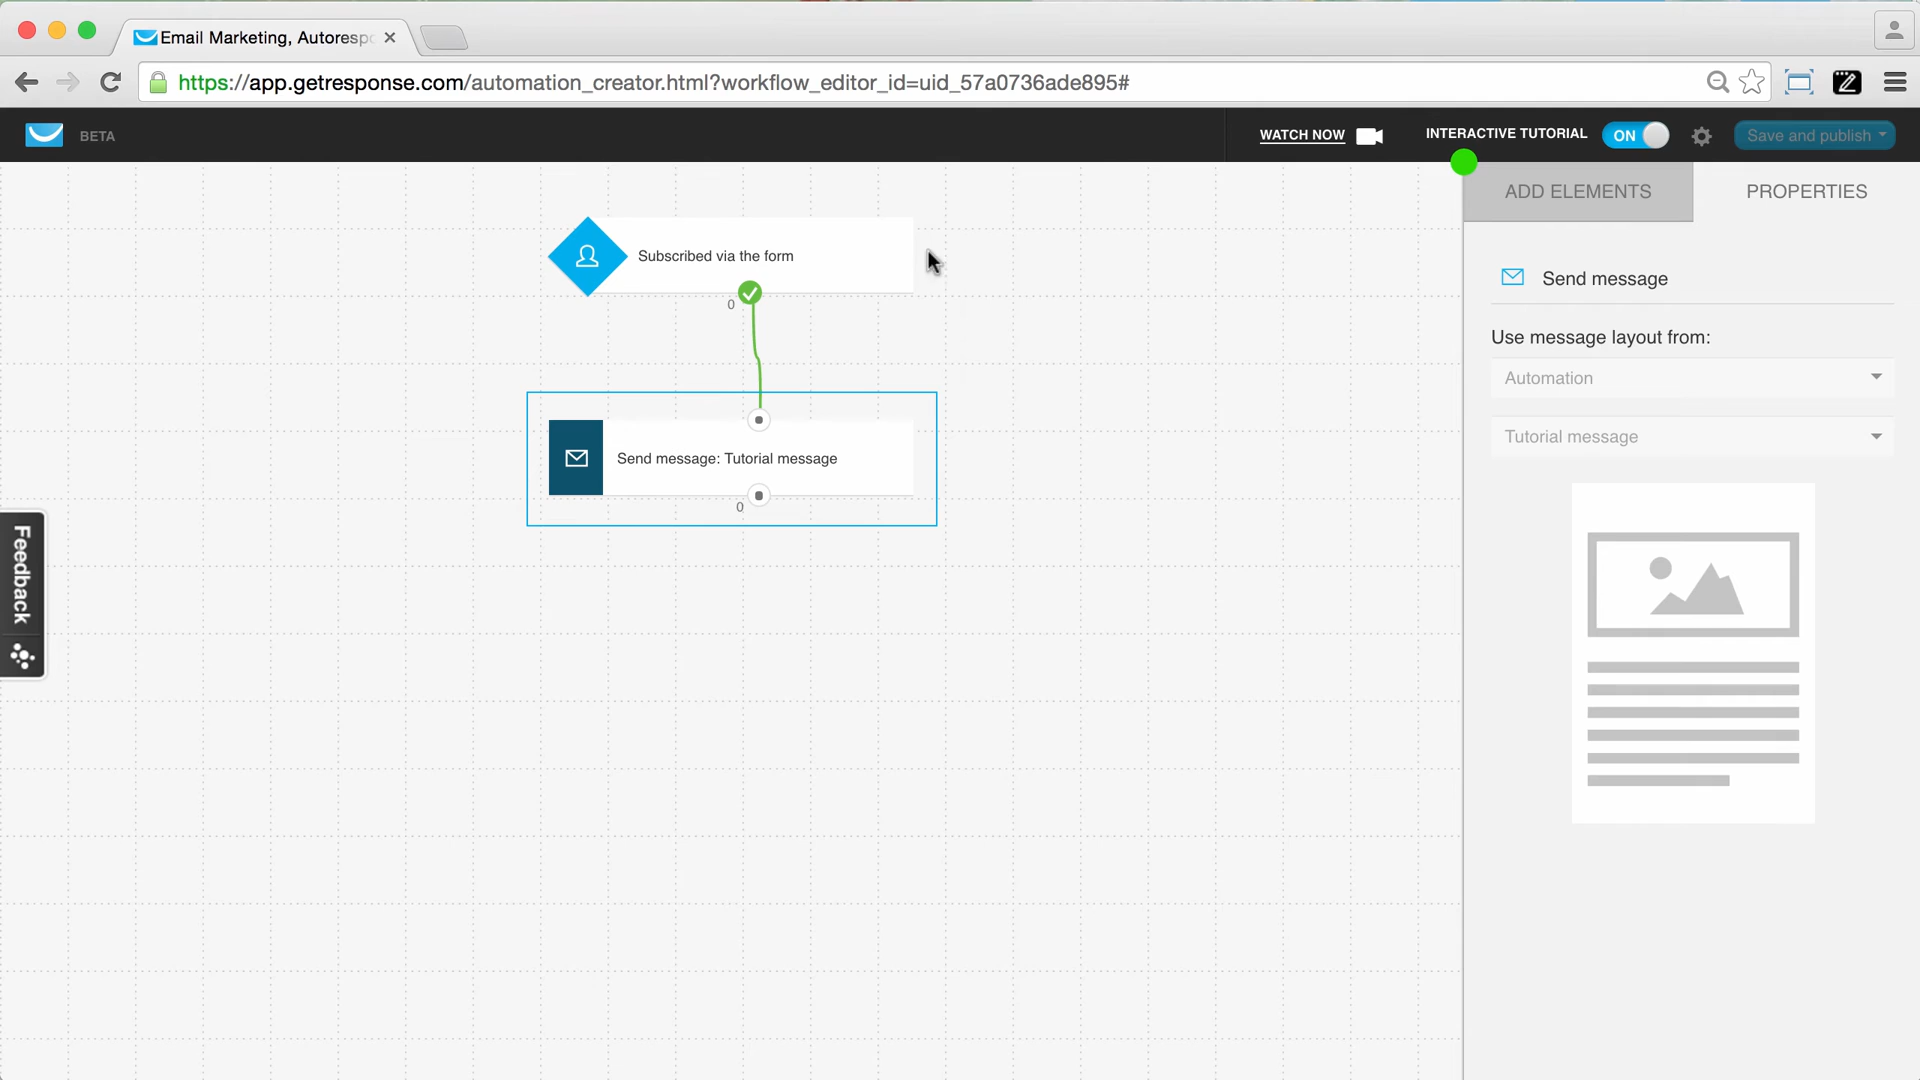 Email Marketing, Autoresp
https://app.getresponse.com/automation_creator.html?workflow_editor_id=uid_57a0736ade895#
BETA
WATCH NOW
INTERACTIVE TUTORIAL
ON
Save and publish
ADD ELEMENTS
PROPERTIES
Subscribed via the form
0
Send message: Tutorial message
0
Send message
Use message layout from:
Automation
Tutorial message
Feedback